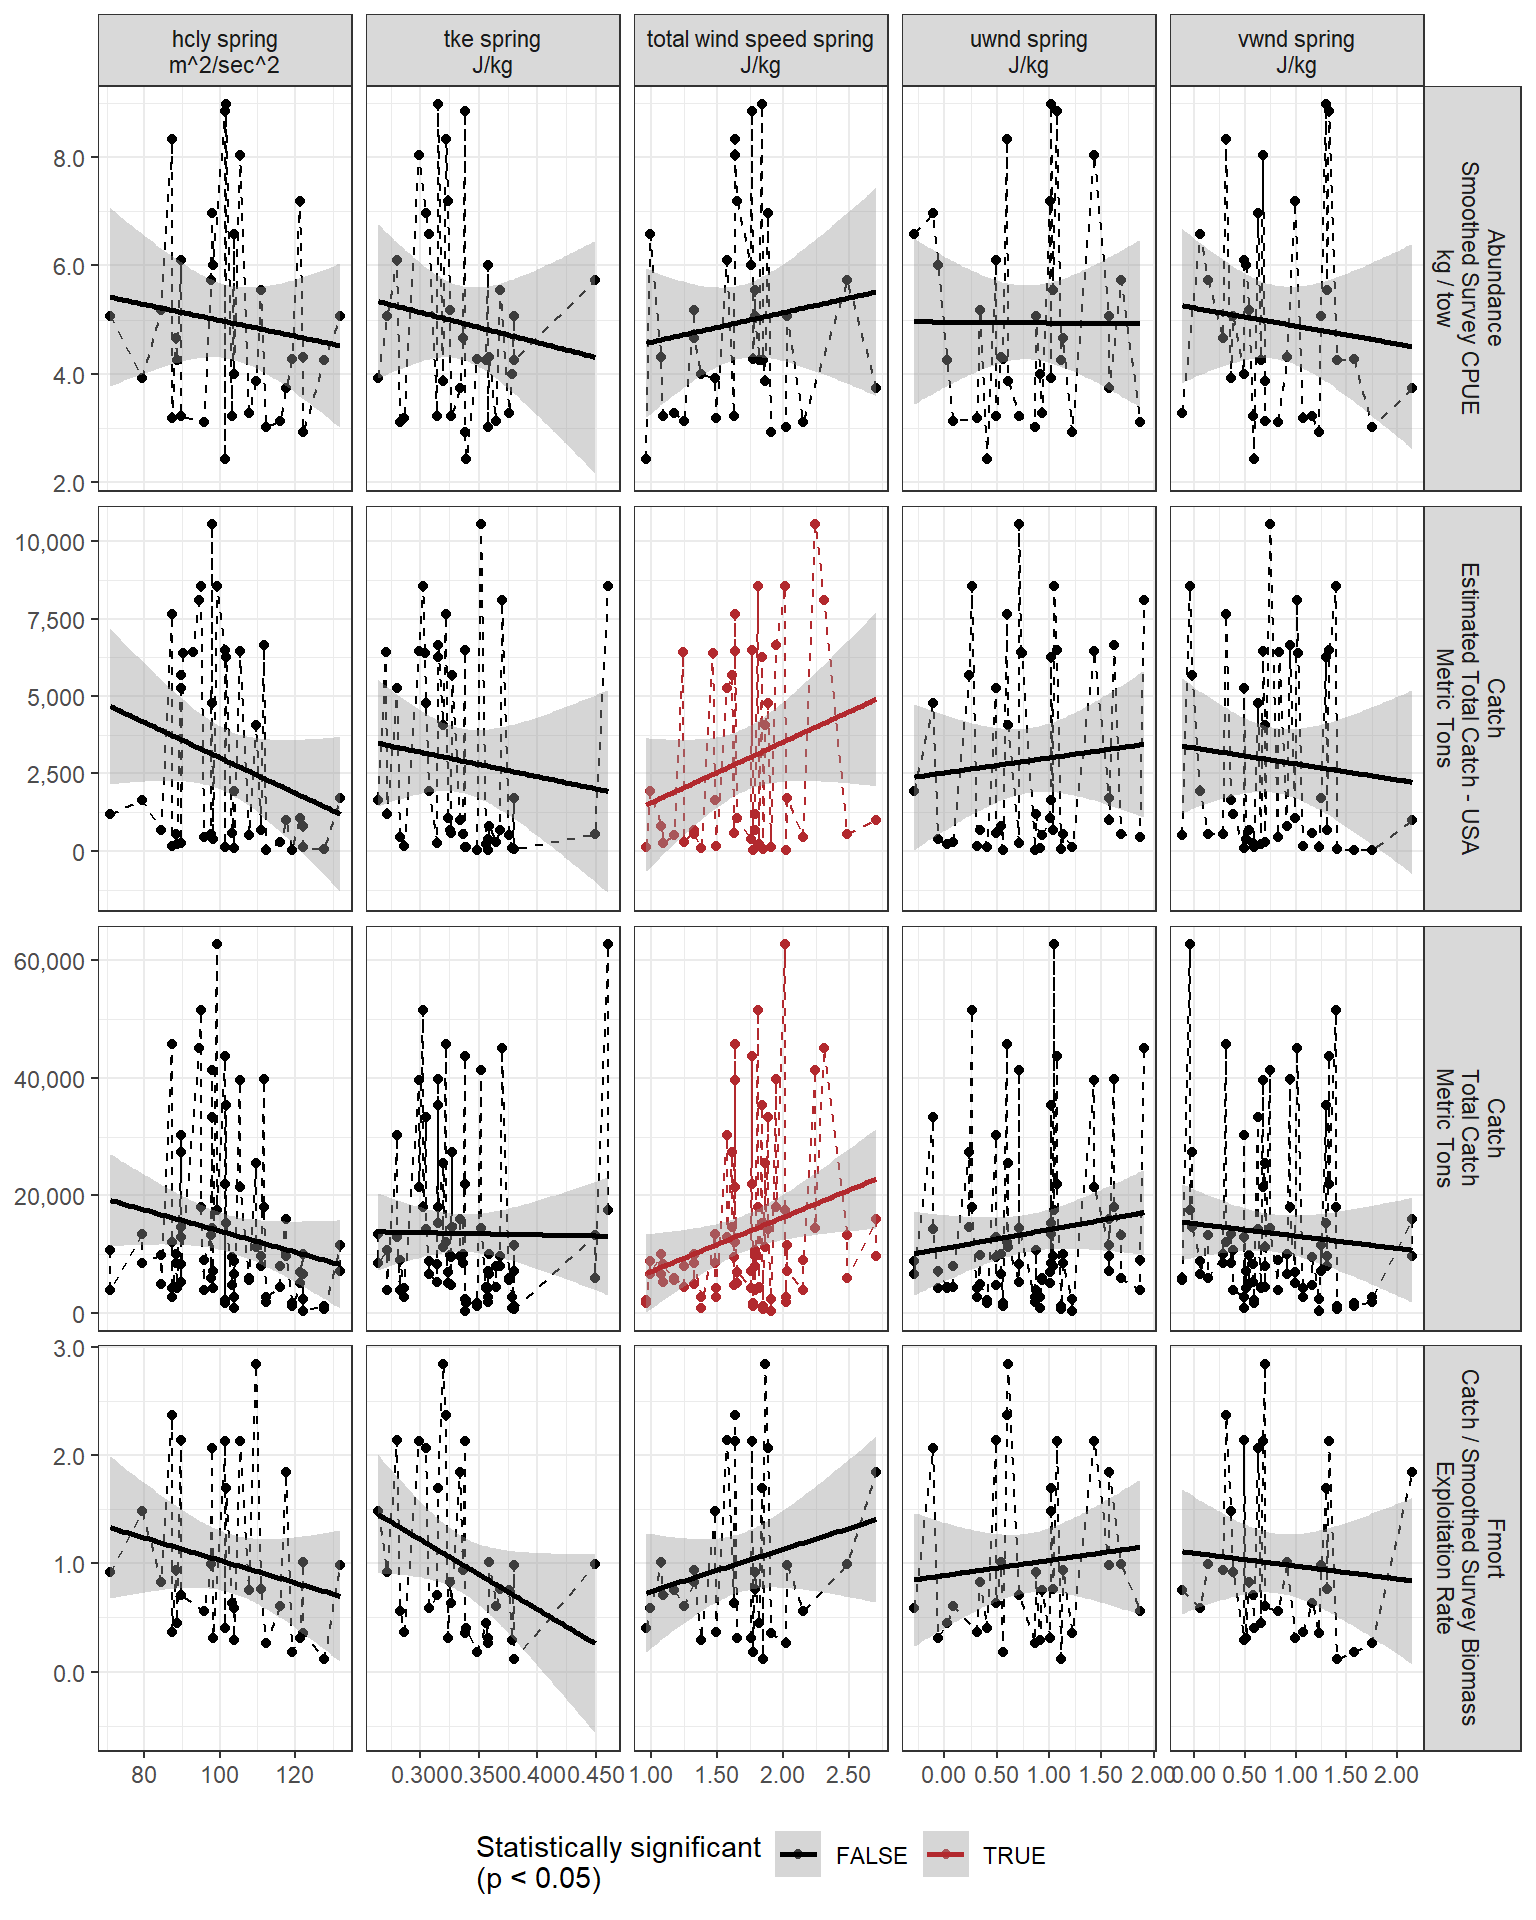 hcly spring
m^2/sec^2
tke spring
J/kg
total wind speed spring
J/kg
uwnd spring
J/kg
vwnd spring
J/kg
8.0
6.0
4.0
2.0
Abundance
Smoothed Survey CPUE
kg / tow
10,000
7,500
5,000
2,500
0
Catch
Estimated Total Catch - USA
Metric Tons
60,000
40,000
20,000
0
Catch
Total Catch
Metric Tons
3.0
2.0
1.0
0.0
Fmort
Catch / Smoothed Survey Biomass
Exploitation Rate
80 100 120
0.300 0.350 0.400 0.450
1.00 1.50 2.00 2.50
0.00 0.50 1.00 1.50 2.00
0.00 0.50 1.00 1.50 2.00
Statistically significant
(p < 0.05)
FALSE
TRUE